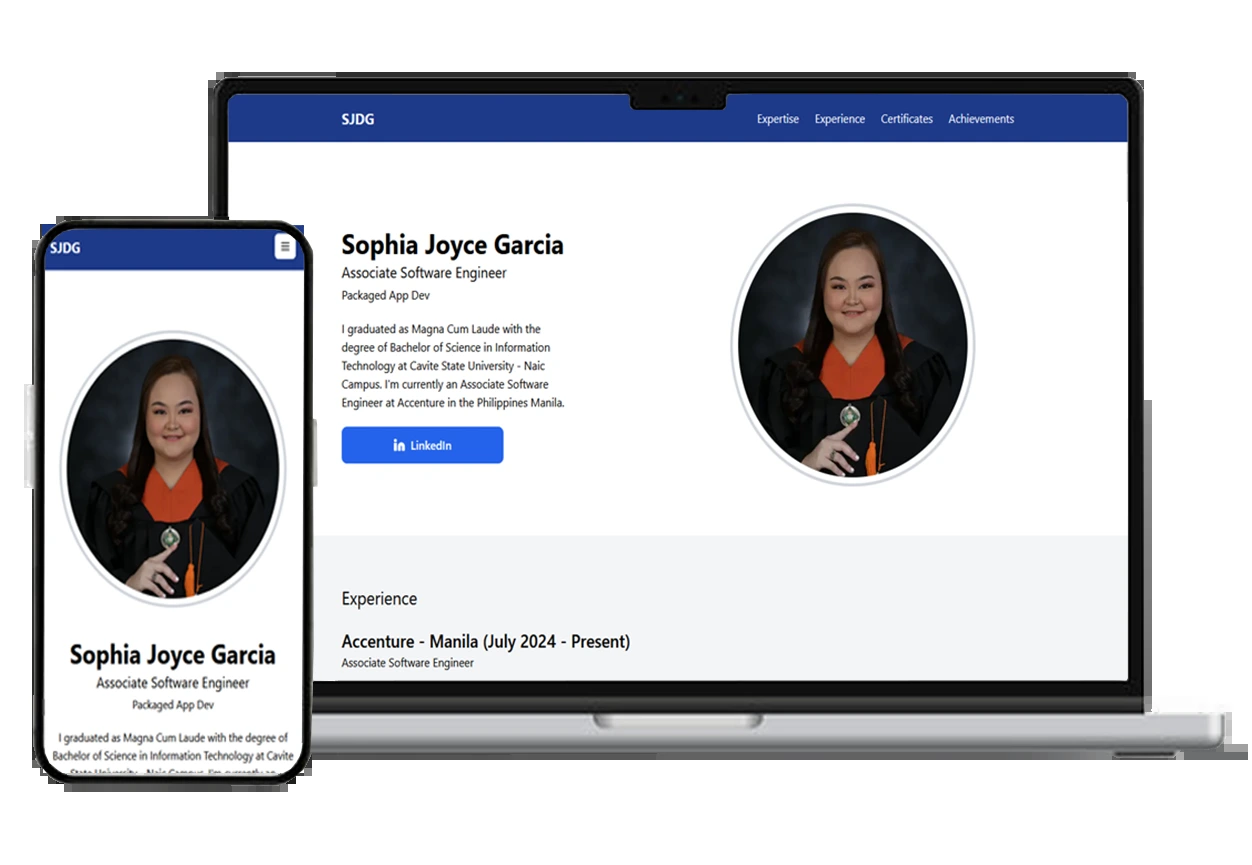 SJDG
Expertise Experience Certificates Achievements
Sophia Joyce Garcia
Associate Software Engineer
Packaged App Dev
I graduated as Magna Cum Laude with the
degree of Bachelor of Science in Information
Technology at Cavite State University - Naic
Campus. I'm currently an Associate Software
Engineer at Accenture in the Philippines Manila.
in LinkedIn
Experience
Accenture - Manila (July 2024 - Present)
Associate Software Engineer
SJDG
Sophia Joyce Garcia
Associate Software Engineer
Packaged App Dev
I graduated as Magna Cum Laude with the degree of
Bachelor of Science in Information Technology at Cavite
State University - Naic Campus. I'm currently an